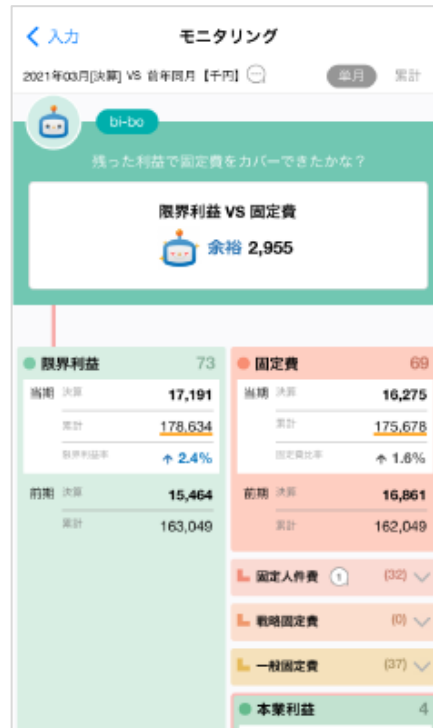 入力
モニタリング
2021年03月[決算] VS 前年同月【千円】
単月 累計
bi-bo
残った利益で固定費をカバーできたかな？
限界利益 VS 固定費
余裕 2,955
限界利益 73
当期 決算 17,191
累計 178,634
限界利益率 ↑ 2.4%
前期 決算 15,464
累計 163,049
固定費 69
当期 決算 16,275
累計 175,678
固定費比率 ↑ 1.6%
前期 決算 16,861
累計 162,049
固定人件費 1 (32)
戦略固定費 (0)
一般固定費 (37)
本業利益 4